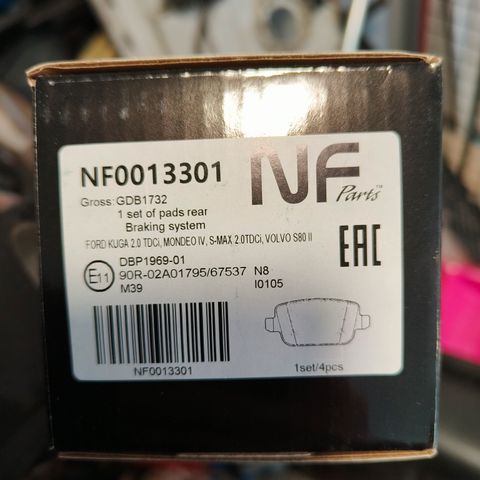 NF0013301
Gross: GDB1732
1 set of pads rear
Braking system
NF
Parts™
FORD KUGA 2.0 TDCi, MONDEO IV, S-MAX 2.0TDCi, VOLVO S80 II
EAC
E11
DBP1969-01
90R-02A01795/67537 N8
M39 I0105
NF0013301
1set/4pcs